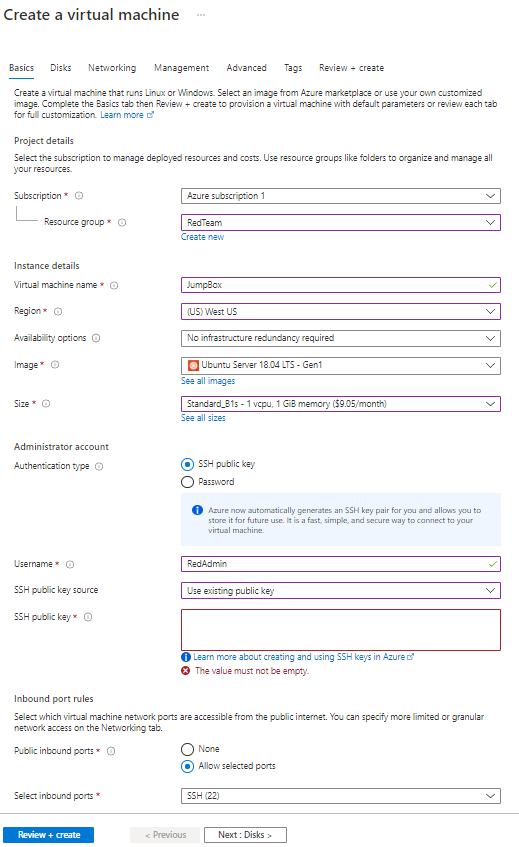 Create a virtual machine ...
Basics Disks Networking Management Advanced Tags Review + create
Create a virtual machine that runs Linux or Windows. Select an image from Azure marketplace or use your own customized
image. Complete the Basics tab then Review + create to provision a virtual machine with default parameters or review each tab
for full customization. Learn more
Project details
Select the subscription to manage deployed resources and costs. Use resource groups like folders to organize and manage all
your resources.
Subscription * Azure subscription 1
Resource group * RedTeam
Create new
Instance details
Virtual machine name * JumpBox
Region * (US) West US
Availability options No infrastructure redundancy required
Image * Ubuntu Server 18.04 LTS - Gen1
See all images
Size * Standard_B1s - 1 vcpu, 1 GiB memory ($9.05/month)
See all sizes
Administrator account
Authentication type SSH public key
Password
Azure now automatically generates an SSH key pair for you and allows you to
store it for future use. It is a fast, simple, and secure way to connect to your
virtual machine.
Username * RedAdmin
SSH public key source Use existing public key
SSH public key *
Learn more about creating and using SSH keys in Azure
The value must not be empty.
Inbound port rules
Select which virtual machine network ports are accessible from the public internet. You can specify more limited or granular
network access on the Networking tab.
Public inbound ports * None
Allow selected ports
Select inbound ports * SSH (22)
Review + create < Previous Next : Disks >